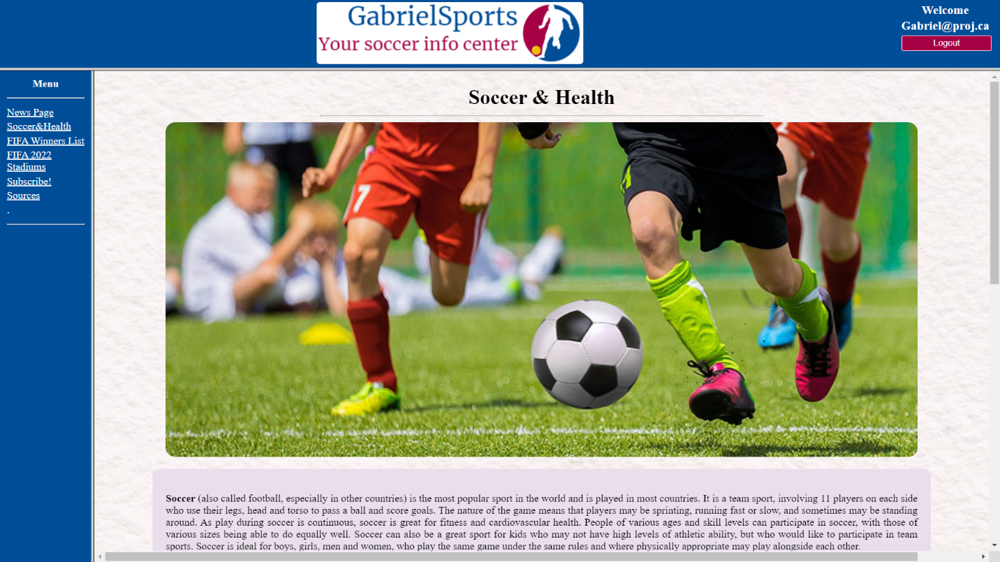 GabrielSports
Your soccer info center
Welcome
Gabriel@proj.ca
Logout
Menu
News Page
Soccer&Health
FIFA Winners List
FIFA 2022
Stadiums
Subscribe!
Sources
.
Soccer & Health
7
2
Soccer (also called football, especially in other countries) is the most popular sport in the world and is played in most countries. It is a team sport, involving 11 players on each side
who use their legs, head and torso to pass a ball and score goals. The nature of the game means that players may be sprinting, running fast or slow, and sometimes may be standing
around. As play during soccer is continuous, soccer is great for fitness and cardiovascular health. People of various ages and skill levels can participate in soccer, with those of
various sizes being able to do equally well. Soccer can also be a great sport for kids who may not have high levels of athletic ability, but who would like to participate in team
sports. Soccer is ideal for boys, girls, men and women, who play the same game under the same rules and where physically appropriate may play alongside each other.